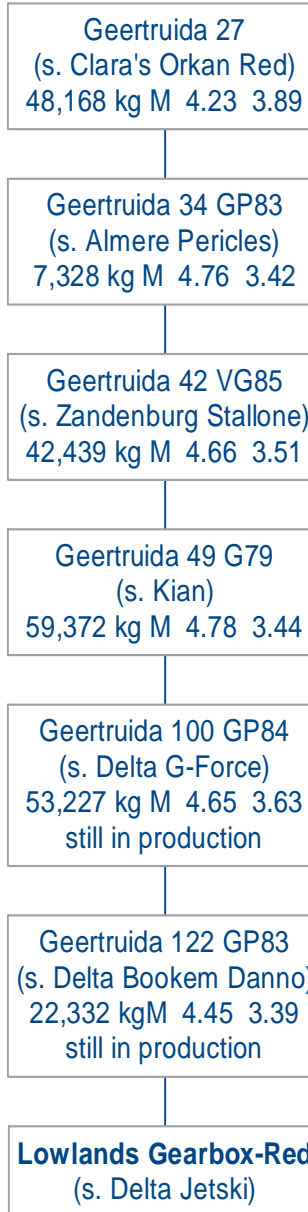 Geertruida 27
(s. Clara's Orkan Red)
48,168 kg M 4.23 3.89
Geertruida 34 GP83
(s. Almere Pericles)
7,328 kg M 4.76 3.42
Geertruida 42 VG85
(s. Zandenburg Stallone)
42,439 kg M 4.66 3.51
Geertruida 49 G79
(s. Kian)
59,372 kg M 4.78 3.44
Geertruida 100 GP84
(s. Delta G-Force)
53,227 kg M 4.65 3.63
still in production
Geertruida 122 GP83
(s. Delta Bookem Danno)
22,332 kgM 4.45 3.39
still in production
Lowlands Gearbox-Red
(s. Delta Jetski)